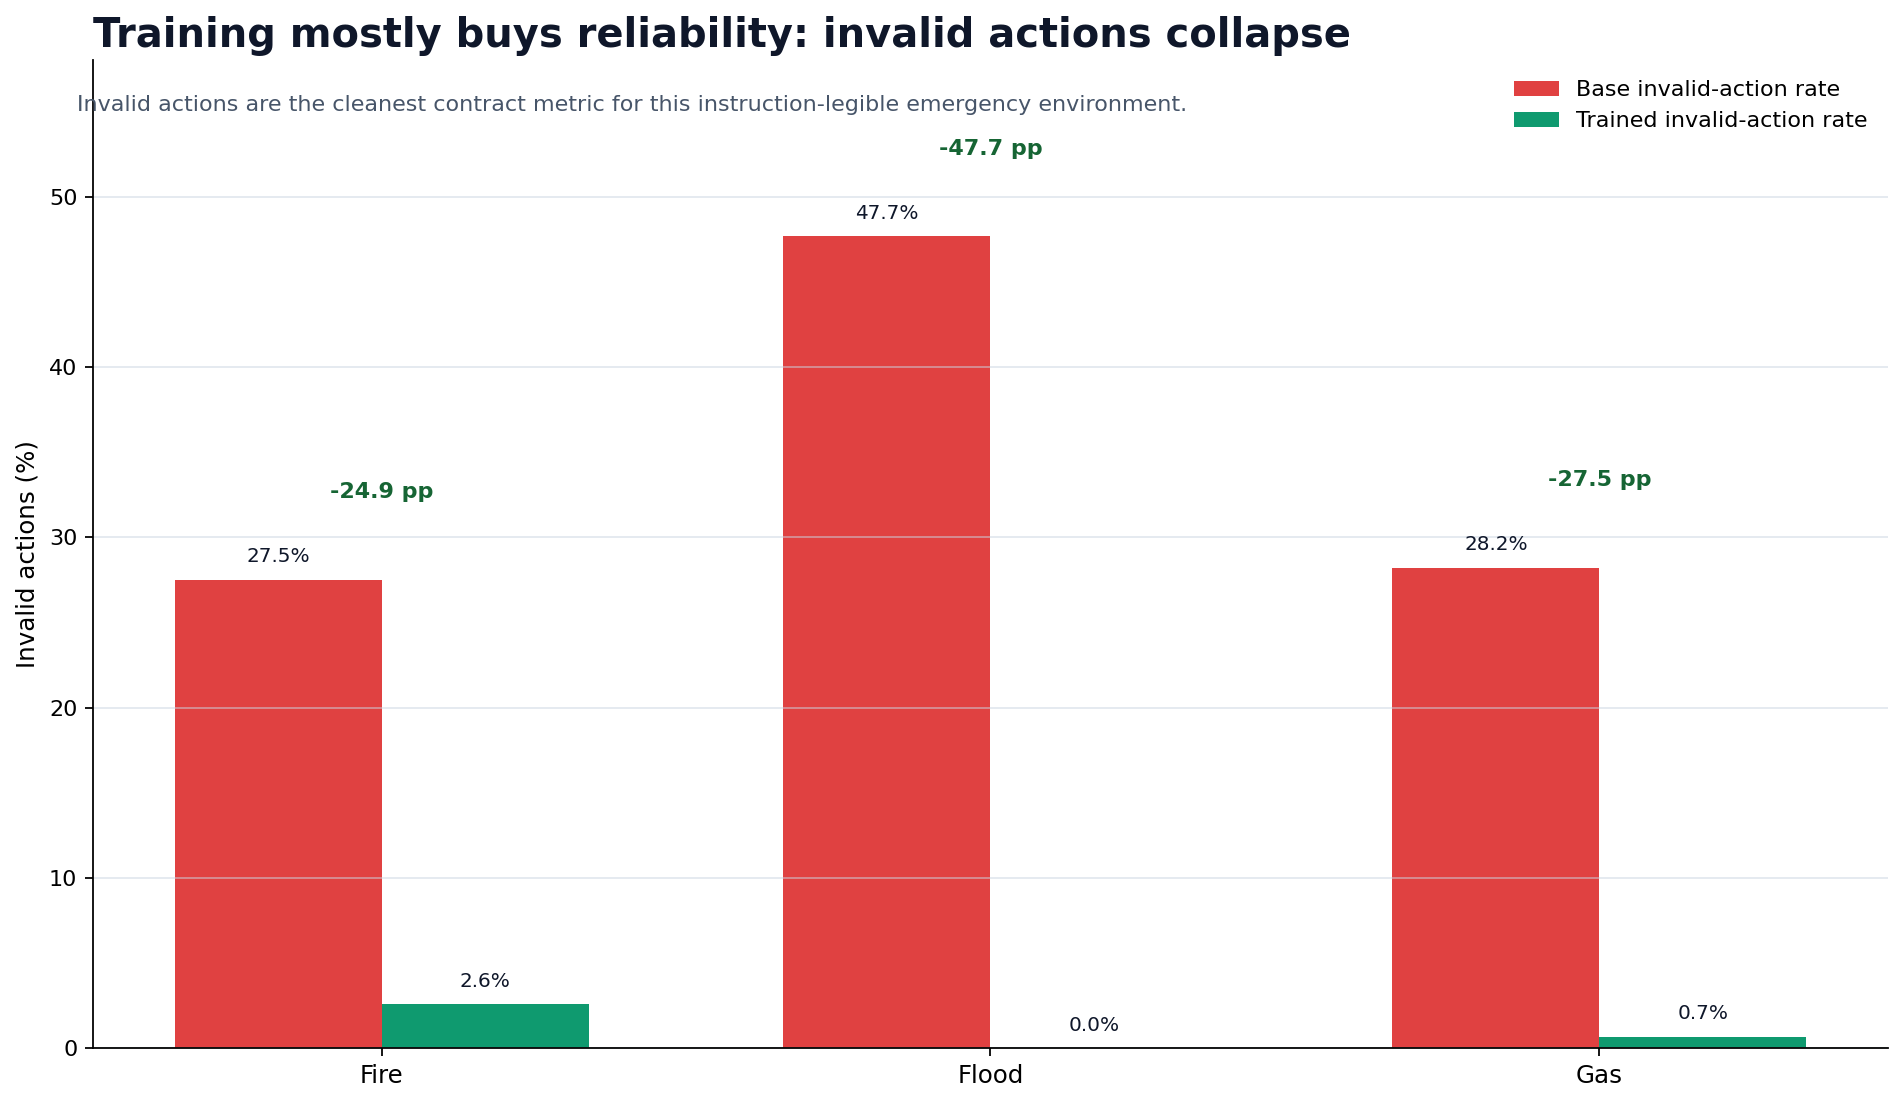 Training mostly buys reliability: invalid actions collapse
Invalid actions are the cleanest contract metric for this instruction-legible emergency environment.
Base invalid-action rate
Trained invalid-action rate
-47.7 pp
50
47.7%
40
-24.9 pp
-27.5 pp
30
27.5%
28.2%
Invalid actions (%)
20
10
2.6%
0.0%
0.7%
0
Fire
Flood
Gas